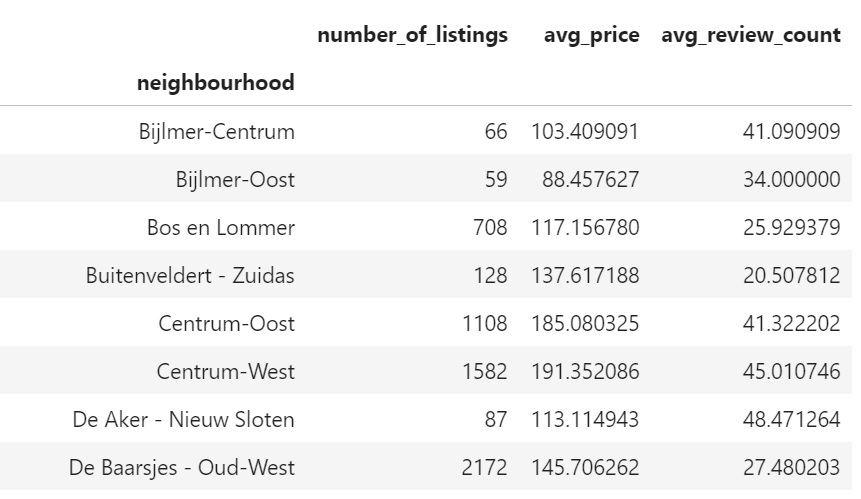 number_of_listings avg_price avg_review_count
neighbourhood
Bijlmer-Centrum 66 103.409091 41.090909
Bijlmer-Oost 59 88.457627 34.000000
Bos en Lommer 708 117.156780 25.929379
Buitenveldert - Zuidas 128 137.617188 20.507812
Centrum-Oost 1108 185.080325 41.322202
Centrum-West 1582 191.352086 45.010746
De Aker - Nieuw Sloten 87 113.114943 48.471264
De Baarsjes - Oud-West 2172 145.706262 27.480203